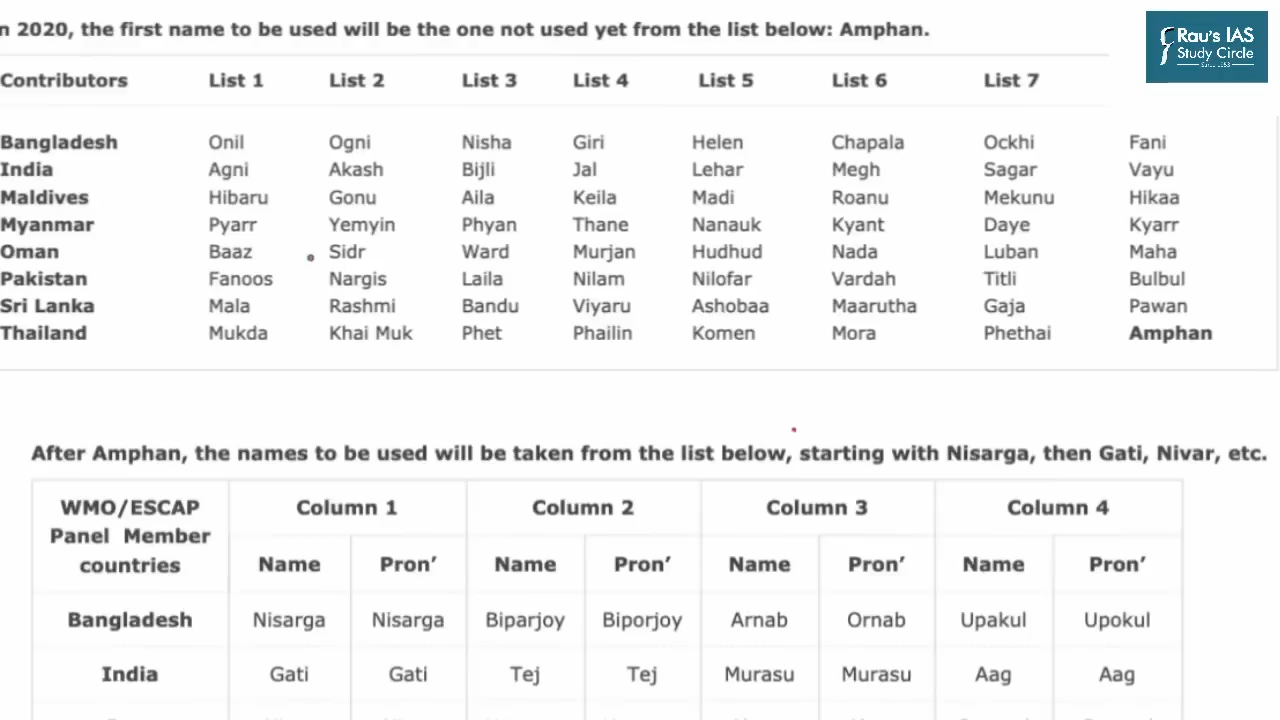 n 2020, the first name to be used will be the one not used yet from the list below: Amphan.
Rau's IAS
Study Circle
Contributors List 1 List 2 List 3 List 4 List 5 List 6 List 7
Bangladesh Onil Ogni Nisha Giri Helen Chapala Ockhi Fani
India Agni Akash Bijli Jal Lehar Megh Sagar Vayu
Maldives Hibaru Gonu Aila Keila Madi Roanu Mekunu Hikaa
Myanmar Pyarr Yemyin Phyan Thane Nanauk Kyant Daye Kyarr
Oman Baaz Sidr Ward Murjan Hudhud Nada Luban Maha
Pakistan Fanoos Nargis Laila Nilam Nilofar Vardah Titli Bulbul
Sri Lanka Mala Rashmi Bandu Viyaru Ashobaa Maarutha Gaja Pawan
Thailand Mukda Khai Muk Phet Phailin Komen Mora Phethai Amphan
After Amphan, the names to be used will be taken from the list below, starting with Nisarga, then Gati, Nivar, etc.
WMO/ESCAP Column 1 Column 2 Column 3 Column 4
Panel Member
countries Name Pron’ Name Pron’ Name Pron’ Name Pron’
Bangladesh Nisarga Nisarga Biparjoy Biporjoy Arnab Ornab Upakul Upokul
India Gati Gati Tej Tej Murasu Murasu Aag Aag